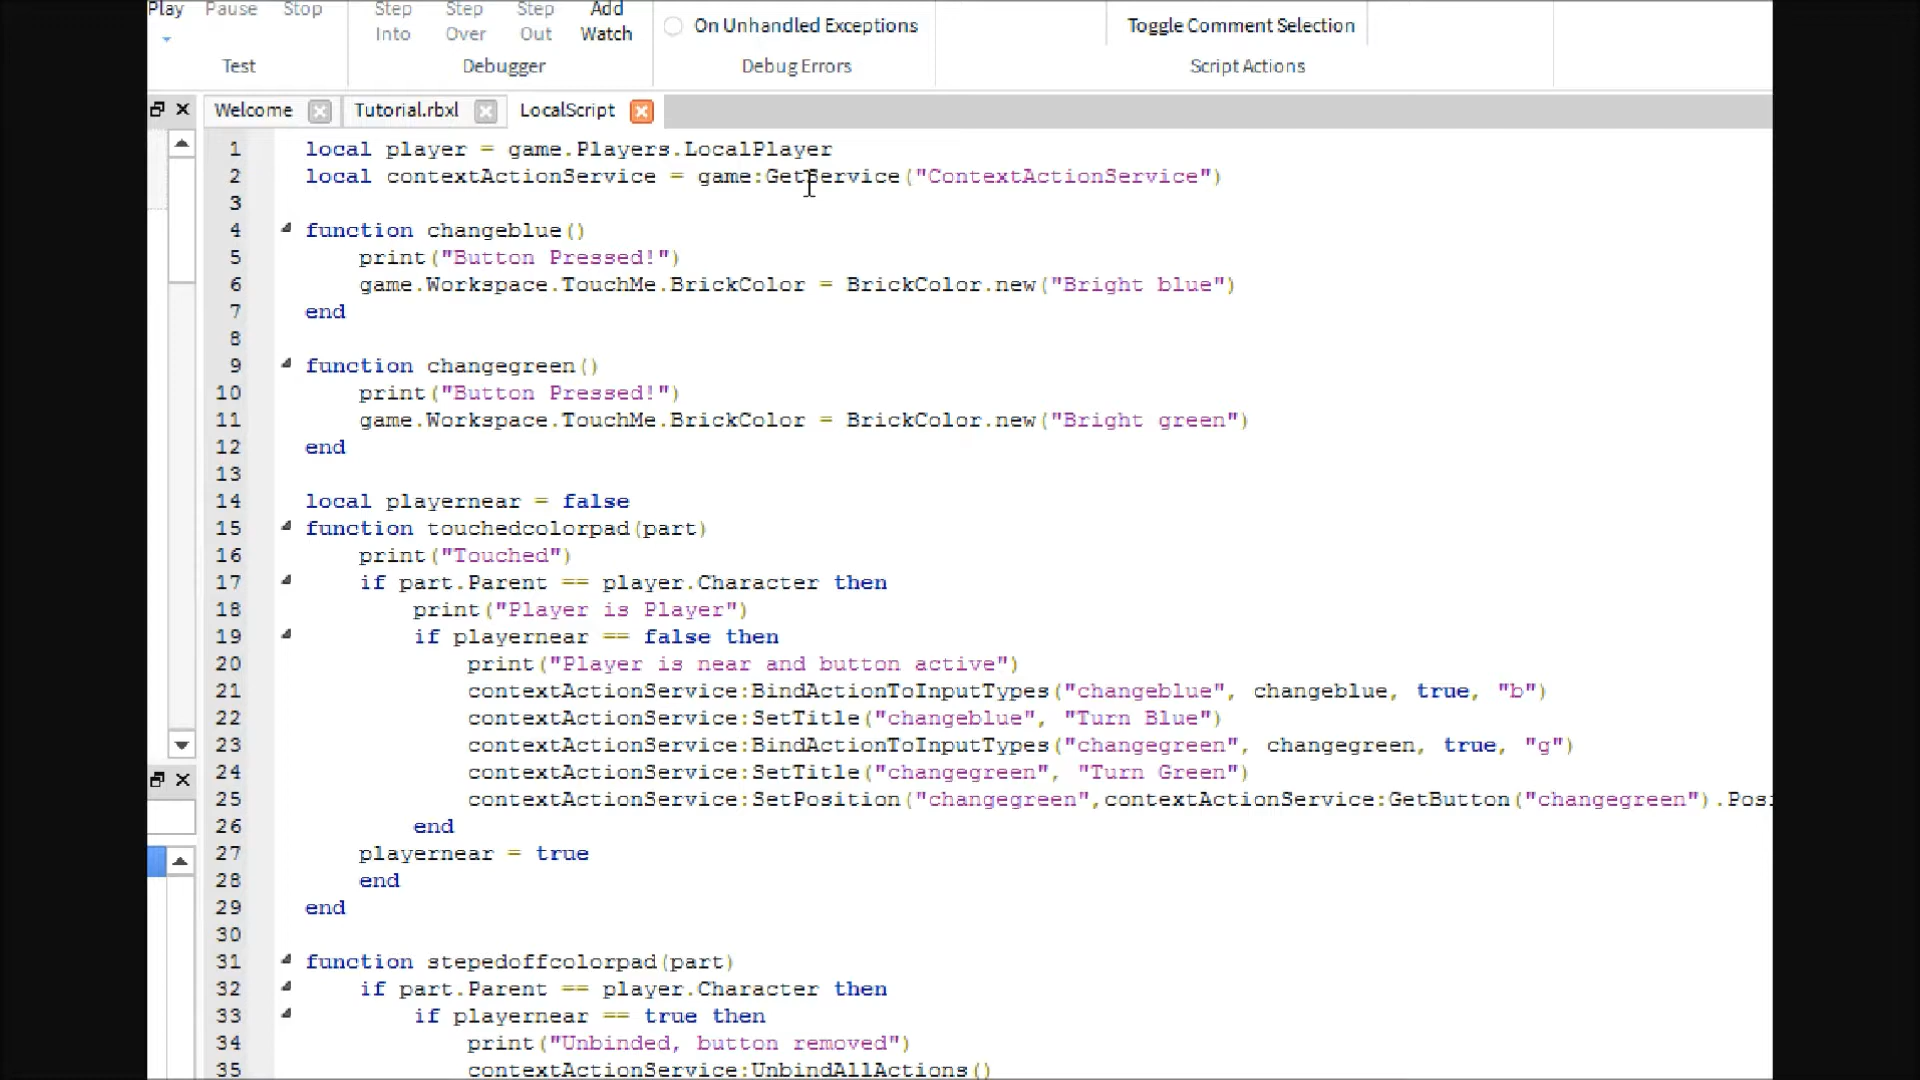 Play Pause Stop Step Into Step Over Step Out Add Watch On Unhandled Exceptions Toggle Comment Selection
Test Debugger Debug Errors Script Actions
Welcome Tutorial.rbxl LocalScript
1 local player = game.Players.LocalPlayer
2 local contextActionService = game:GetService("ContextActionService")
3
4 function changeblue()
5 print("Button Pressed!")
6 game.Workspace.TouchMe.BrickColor = BrickColor.new("Bright blue")
7 end
8
9 function changegreen()
10 print("Button Pressed!")
11 game.Workspace.TouchMe.BrickColor = BrickColor.new("Bright green")
12 end
13
14 local playernear = false
15 function touchedcolorpad(part)
16 print("Touched")
17 if part.Parent == player.Character then
18 print("Player is Player")
19 if playernear == false then
20 print("Player is near and button active")
21 contextActionService:BindActionToInputTypes("changeblue", changeblue, true, "b")
22 contextActionService:SetTitle("changeblue", "Turn Blue")
23 contextActionService:BindActionToInputTypes("changegreen", changegreen, true, "g")
24 contextActionService:SetTitle("changegreen", "Turn Green")
25 contextActionService:SetPosition("changegreen",contextActionService:GetButton("changegreen").Posi
26 end
27 playernear = true
28 end
29 end
30
31 function stepedoffcolorpad(part)
32 if part.Parent == player.Character then
33 if playernear == true then
34 print("Unbinded, button removed")
35 contextActionService:UnbindAllActions()